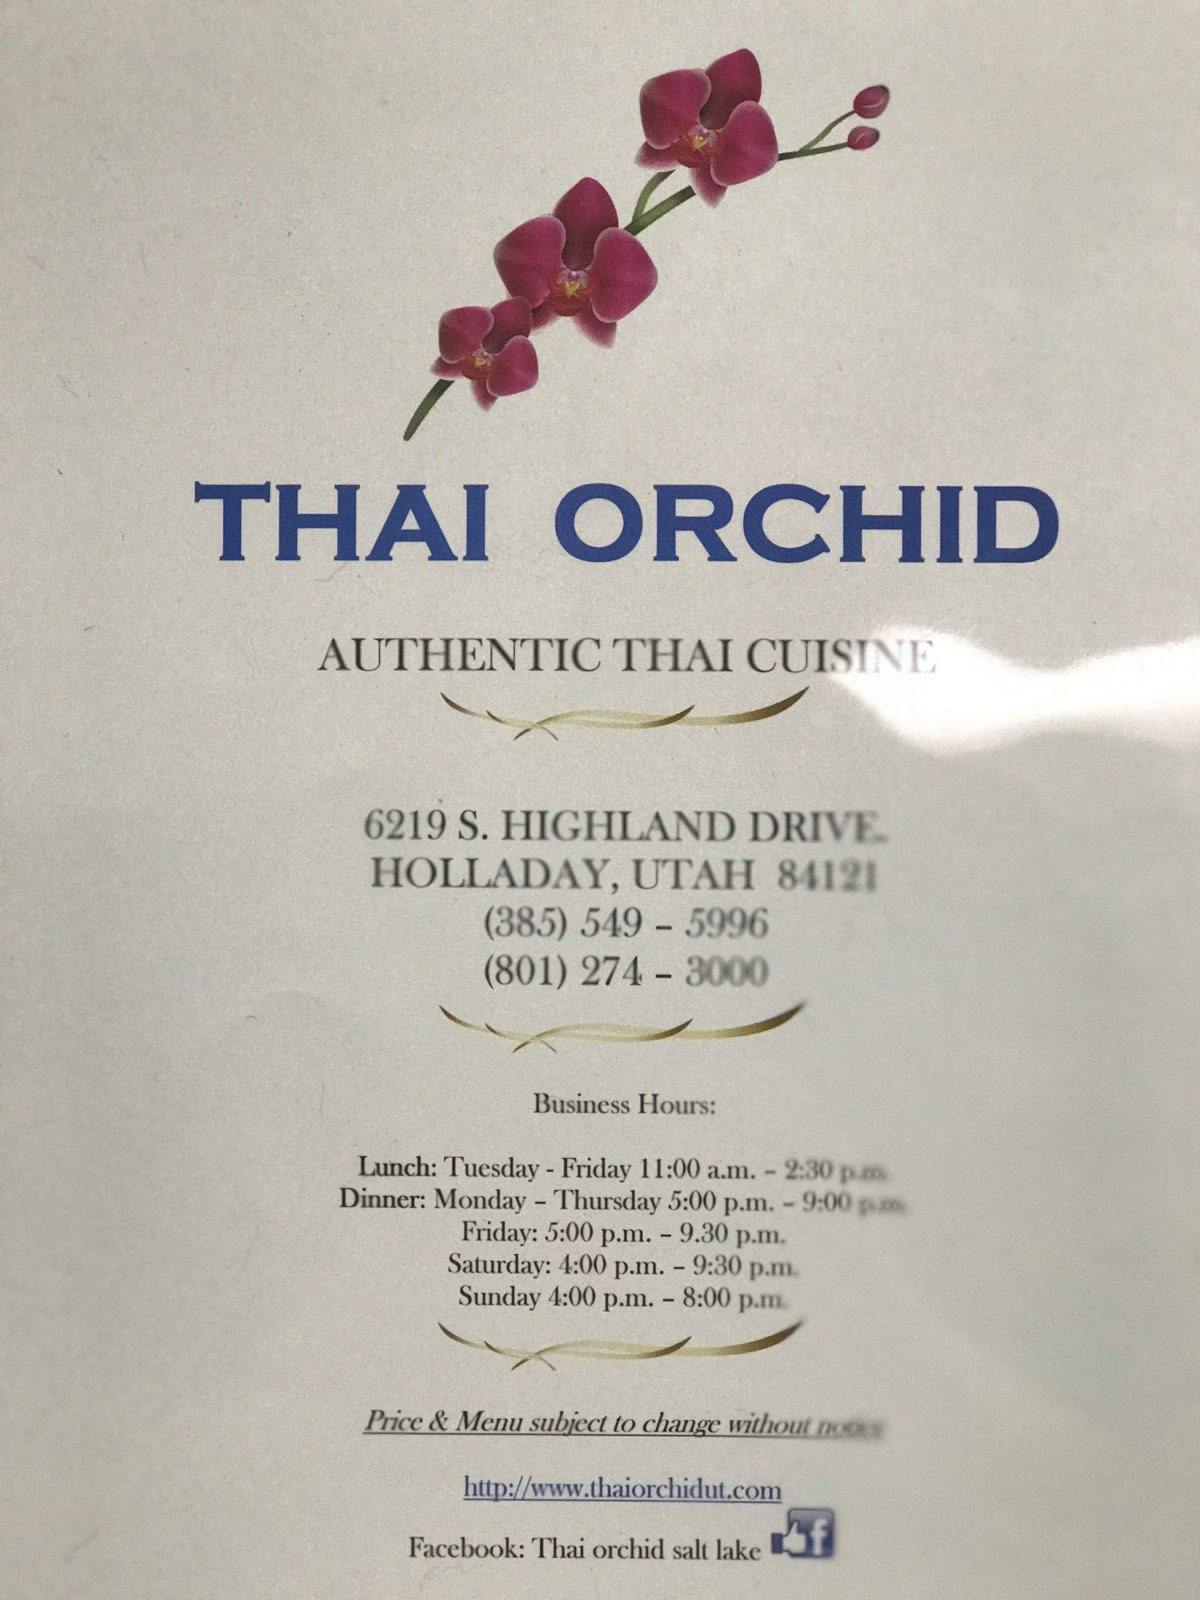 THAI ORCHID
AUTHENTIC THAI CUISINE
6219 S. HIGHLAND DRIVE.
HOLLADAY, UTAH 84121
(385) 549 – 5996
(801) 274 – 3000
Business Hours:
Lunch: Tuesday - Friday 11:00 a.m. – 2:30 p.m.
Dinner: Monday – Thursday 5:00 p.m. – 9:00 p.m.
Friday: 5:00 p.m. – 9.30 p.m.
Saturday: 4:00 p.m. – 9:30 p.m.
Sunday 4:00 p.m. – 8:00 p.m.
Price & Menu subject to change without notice
http://www.thaiorchidut.com
Facebook: Thai orchid salt lake f